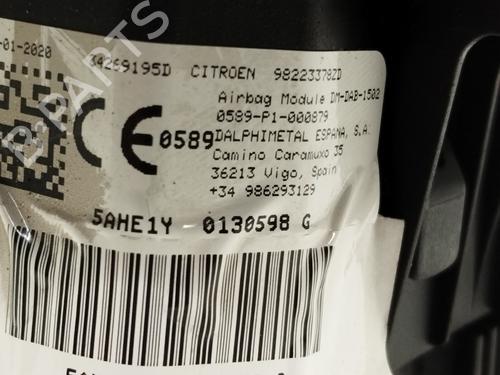 -01-2020
34269195D CITROEN 98223378ZD
Airbag Module DM-DAB-1502
0589-P1-000879
CE 0589 DALPHIMETAL ESPANA, S.A.
Camino Caramuxo 35
36213 Vigo, Spain
+34 986293129
5AHE1Y 0130598 G
B-PARTS